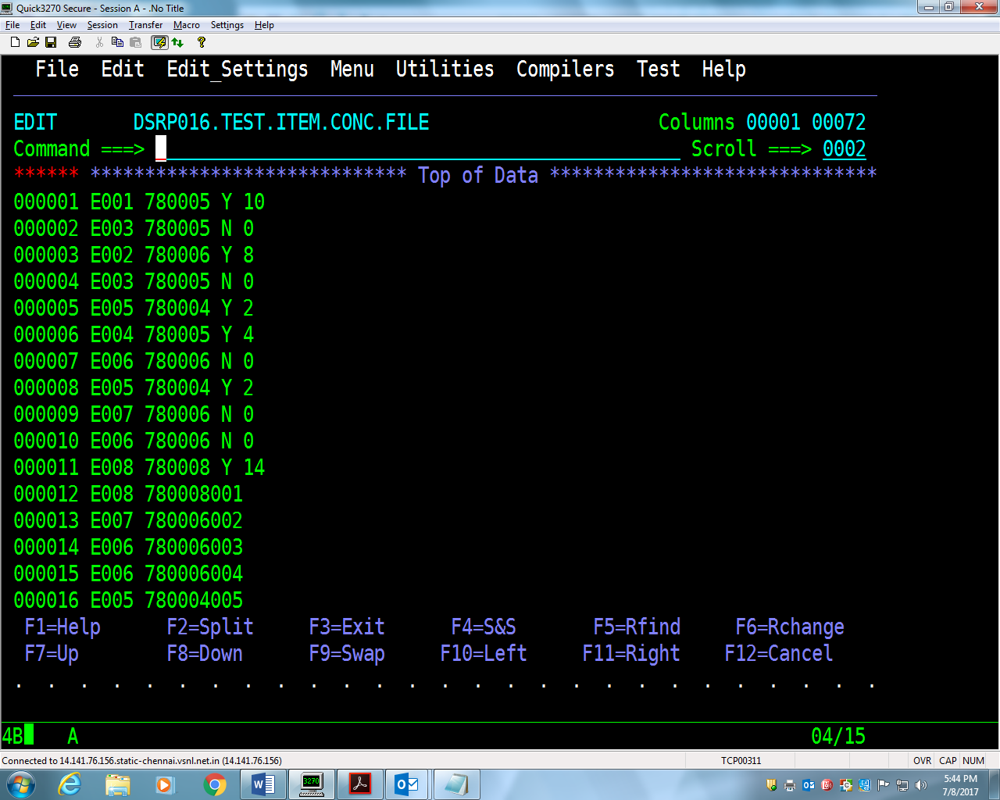 Quick3270 Secure - Session A - .No Title
File Edit View Session Transfer Macro Settings Help
File Edit Edit_Settings Menu Utilities Compilers Test Help
EDIT DSRP016.TEST.ITEM.CONC.FILE Columns 00001 00072
Command ===> Scroll ===> 0002
****** ***************************** Top of Data ******************************
000001 E001 780005 Y 10
000002 E003 780005 N 0
000003 E002 780006 Y 8
000004 E003 780005 N 0
000005 E005 780004 Y 2
000006 E004 780005 Y 4
000007 E006 780006 N 0
000008 E005 780004 Y 2
000009 E007 780006 N 0
000010 E006 780006 N 0
000011 E008 780008 Y 14
000012 E008 780008001
000013 E007 780006002
000014 E006 780006003
000015 E006 780006004
000016 E005 780004005
F1=Help F2=Split F3=Exit F4=S&S F5=Rfind F6=Rchange
F7=Up F8=Down F9=Swap F10=Left F11=Right F12=Cancel
. . . . . . . . . . . . . . . . . . . . . . . . . . .
4B A 04/15
Connected to 14.141.76.156.static-chennai.vsnl.net.in (14.141.76.156) TCP00311 OVR CAP NUM
3270
5:44 PM
7/8/2017